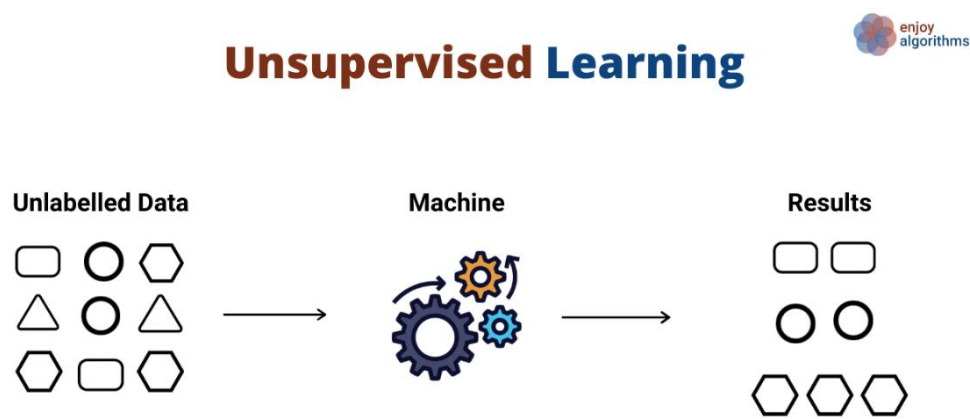 enjoy
algorithms
Unsupervised Learning
Unlabelled Data
Machine
Results